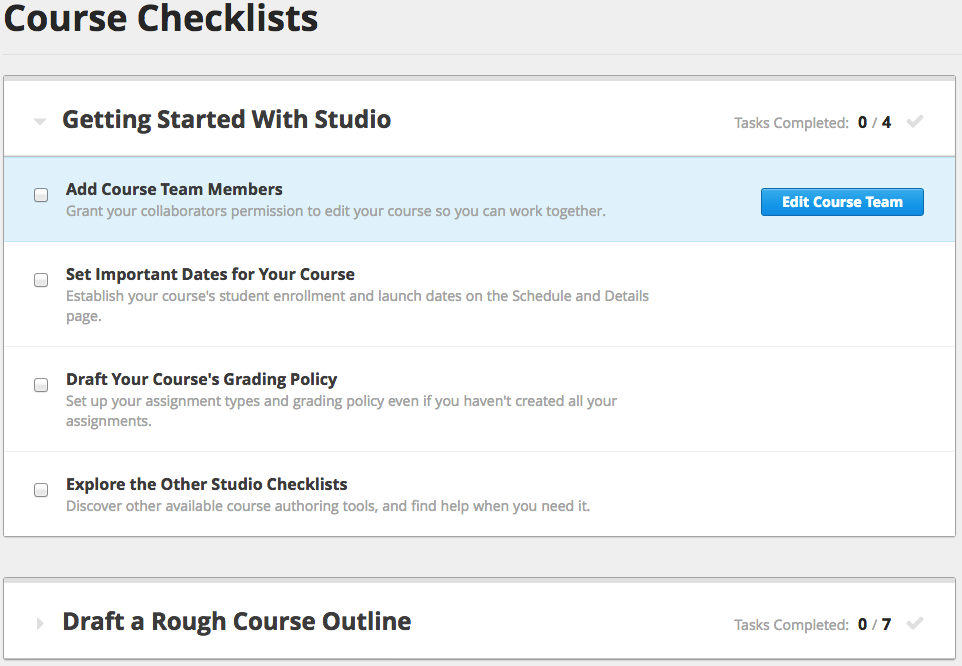 Course Checklists
Getting Started With Studio
Tasks Completed: 0 / 4
Add Course Team Members
Grant your collaborators permission to edit your course so you can work together.
Edit Course Team
Set Important Dates for Your Course
Establish your course's student enrollment and launch dates on the Schedule and Details
page.
Draft Your Course's Grading Policy
Set up your assignment types and grading policy even if you haven't created all your
assignments.
Explore the Other Studio Checklists
Discover other available course authoring tools, and find help when you need it.
Draft a Rough Course Outline
Tasks Completed: 0 / 7